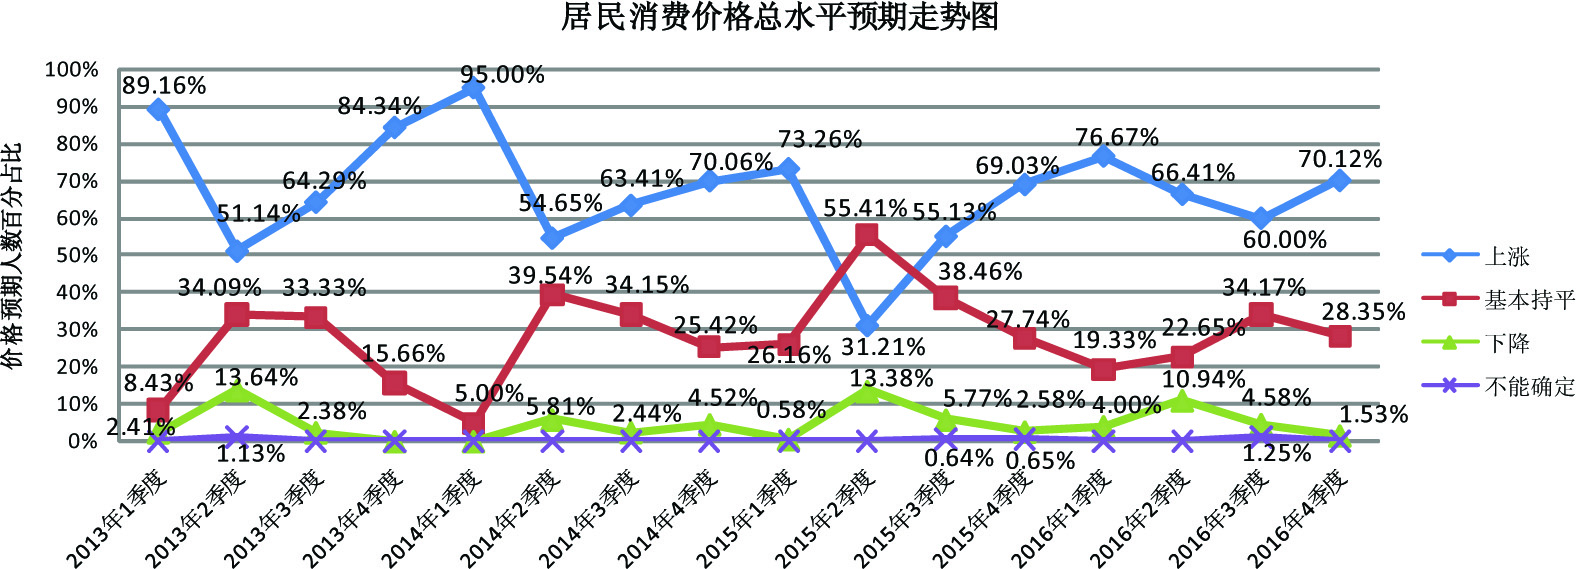 居民消费价格总水平预期走势图
价格预期人数百分占比
100%
90%
80%
70%
60%
50%
40%
30%
20%
10%
0%
89.16%
51.14%
64.29%
84.34%
95.00%
54.65%
63.41%
70.06%
73.26%
31.21%
55.13%
69.03%
76.67%
66.41%
60.00%
70.12%
8.43%
34.09%
33.33%
15.66%
5.00%
39.54%
34.15%
25.42%
26.16%
55.41%
38.46%
27.74%
19.33%
22.65%
34.17%
28.35%
2.41%
13.64%
2.38%
5.81%
2.44%
4.52%
0.58%
13.38%
5.77%
2.58%
4.00%
10.94%
4.58%
1.53%
1.13%
0.64%
0.65%
1.25%
2013年1季度
2013年2季度
2013年3季度
2013年4季度
2014年1季度
2014年2季度
2014年3季度
2014年4季度
2015年1季度
2015年2季度
2015年3季度
2015年4季度
2016年1季度
2016年2季度
2016年3季度
2016年4季度
上涨
基本持平
下降
不能确定